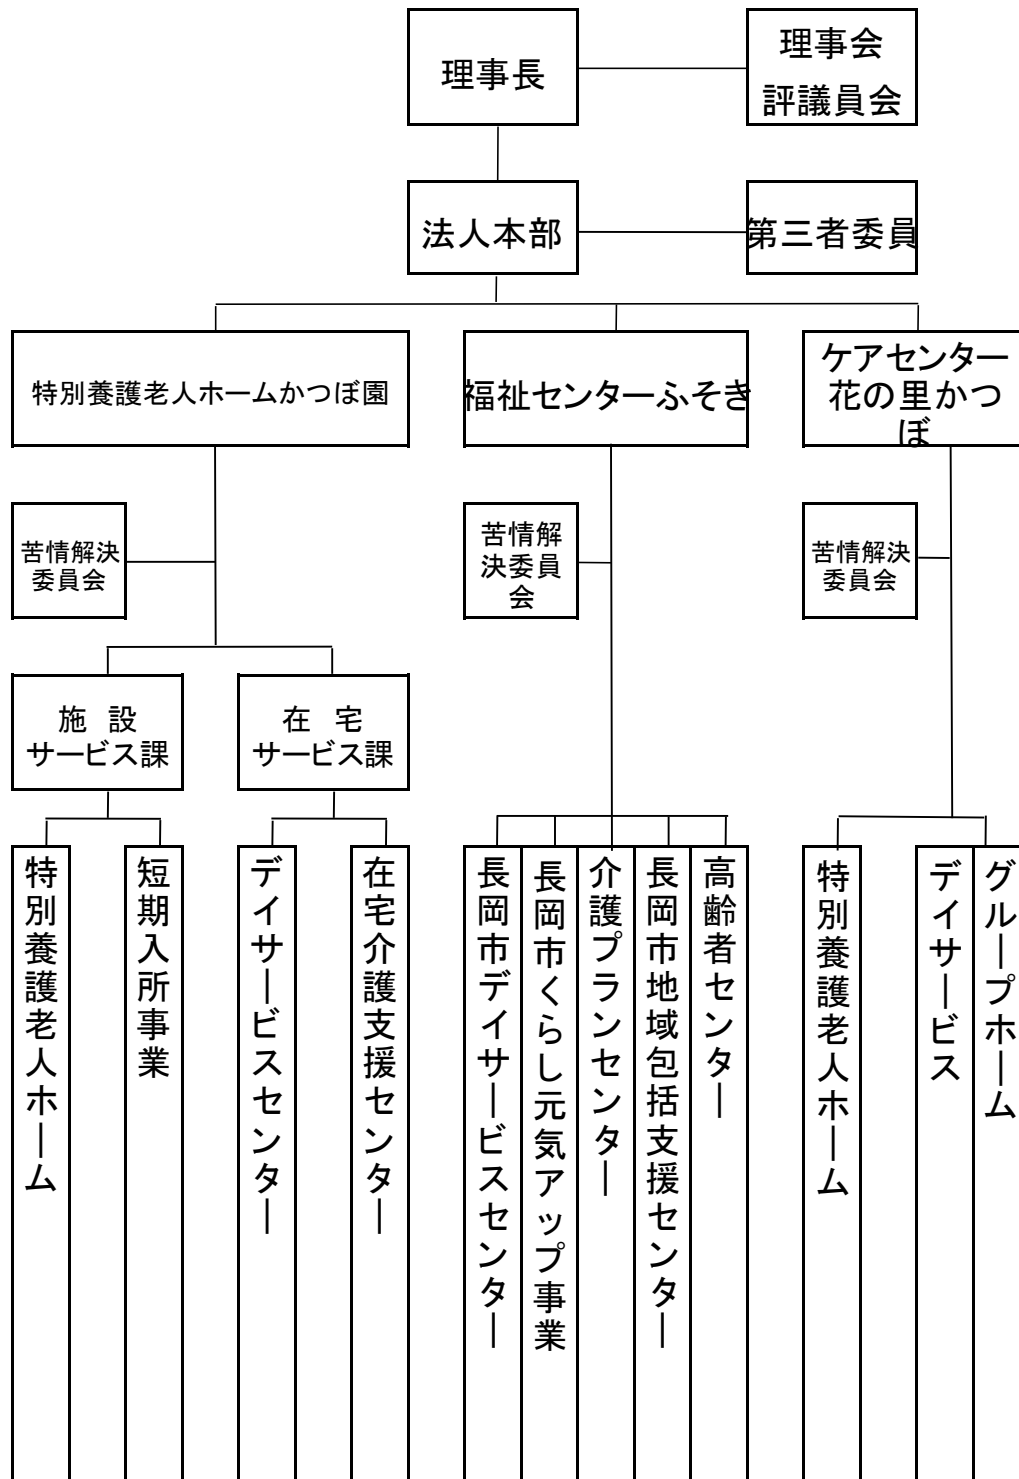 理事長
理事会
評議員会
法人本部
第三者委員
特別養護老人ホームかつぼ園
福祉センターふそき
ケアセンター
花の里かつ
ぼ
苦情解決
委員会
苦情解
決委員
会
苦情解決
委員会
施　設
サービス課
在　宅
サービス課
特別養護老人ホーム
短期入所事業
デイサービスセンター
在宅介護支援センター
長岡市デイサービスセンター
長岡市くらし元気アップ事業
介護プランセンター
長岡市地域包括支援センター
高齢者センター
特別養護老人ホーム
デイサービス
グループホーム